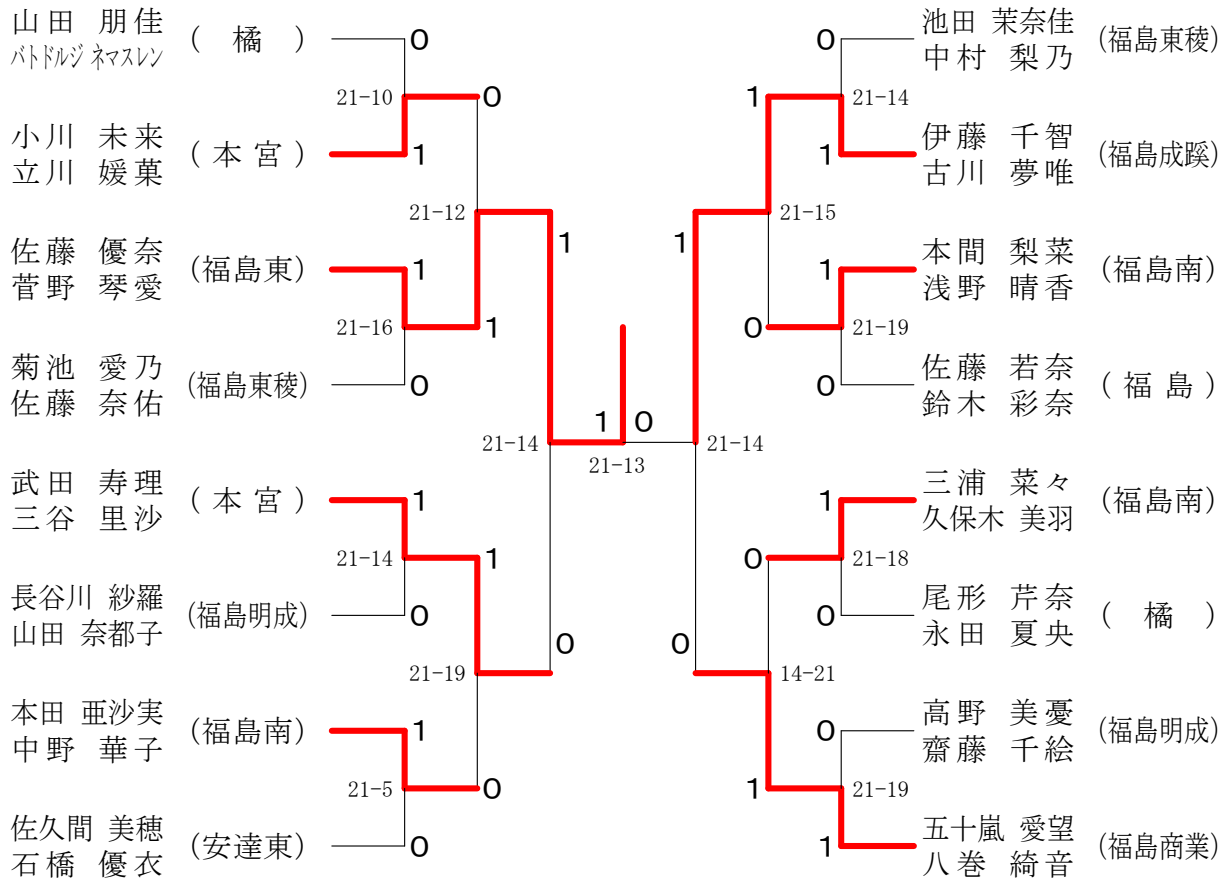 山田 朋佳
バトドルジ ネマスレン
( 橘 )
0
21-10
0
小川 未来
立川 媛菓
( 本宮 )
1
21-12
佐藤 優奈
菅野 琴愛
(福島東)
1
21-16
1
菊池 愛乃
佐藤 奈佑
(福島東稜)
0
1
21-14
武田 寿理
三谷 里沙
( 本宮 )
1
21-14
1
長谷川 紗羅
山田 奈都子
(福島明成)
0
21-19
0
本田 亜沙実
中野 華子
(福島南)
1
21-5
0
佐久間 美穂
石橋 優衣
(安達東)
0
1 0
21-13
0
池田 茉奈佳
中村 梨乃
(福島東稜)
1
21-14
1
伊藤 千智
古川 夢唯
(福島成蹊)
21-15
1
1
本間 梨菜
浅野 晴香
(福島南)
0
21-19
0
佐藤 若奈
鈴木 彩奈
( 福島 )
21-14
1
三浦 菜々
久保木 美羽
(福島南)
0
21-18
0
尾形 芹奈
永田 夏央
( 橘 )
0
14-21
0
高野 美憂
齋藤 千絵
(福島明成)
1
21-19
1
五十嵐 愛望
八巻 綺音
(福島商業)